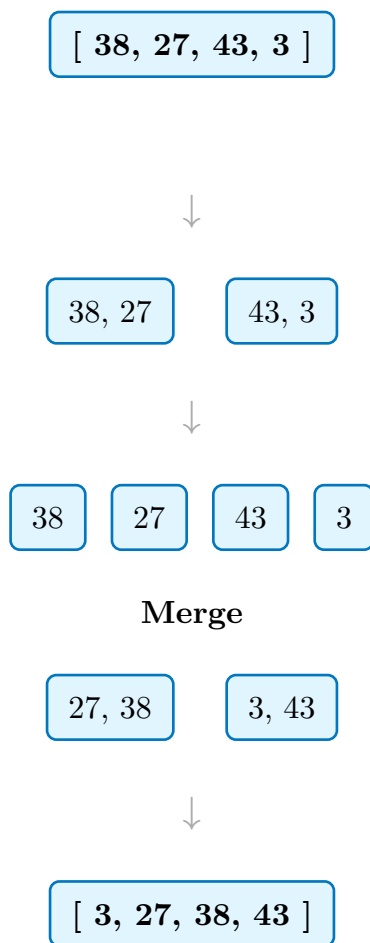 [ 38, 27, 43, 3 ]
↓
38, 27 43, 3
↓
38 27 43 3
Merge
27, 38 3, 43
↓
[ 3, 27, 38, 43 ]